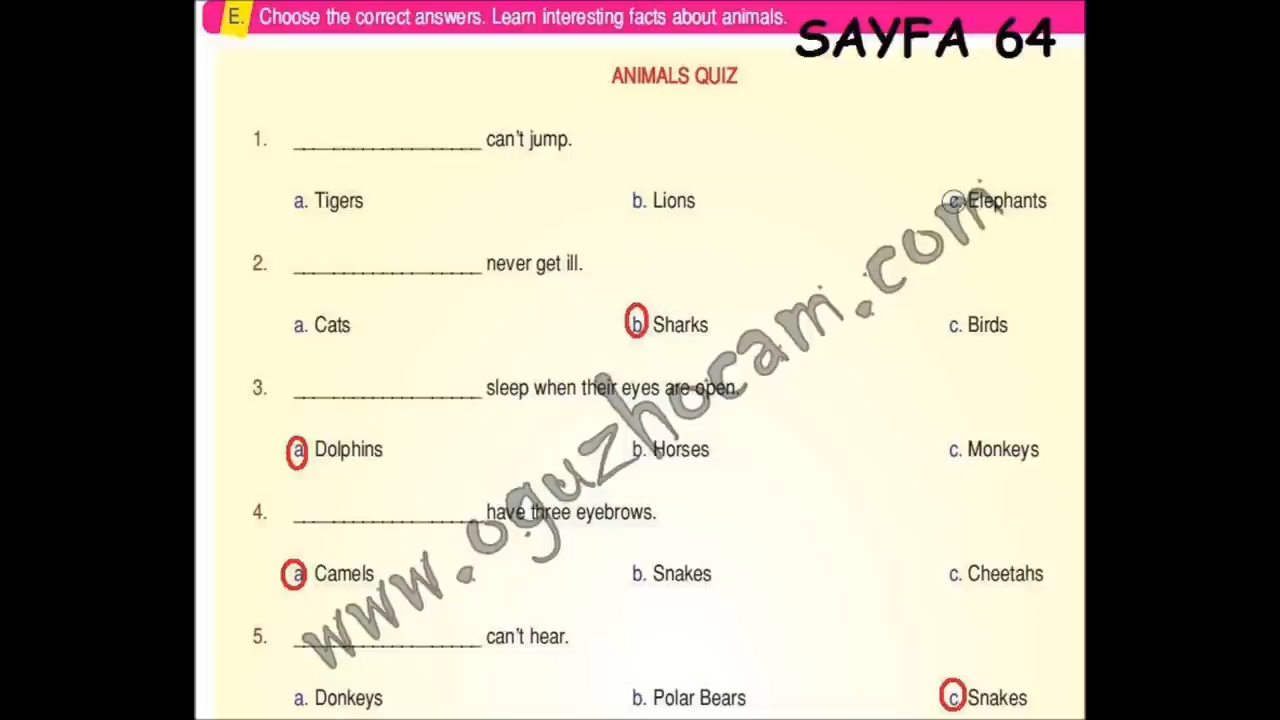 E. Choose the correct answers. Learn interesting facts about animals.
SAYFA 64
ANIMALS QUIZ
1. ____________________ can't jump.
a. Tigers b. Lions c. Elephants
2. ____________________ never get ill.
a. Cats b. Sharks c. Birds
3. ____________________ sleep when their eyes are open.
a. Dolphins b. Horses c. Monkeys
4. ____________________ have three eyebrows.
a. Camels b. Snakes c. Cheetahs
5. ____________________ can't hear.
a. Donkeys b. Polar Bears c. Snakes
www.oguzhocam.com